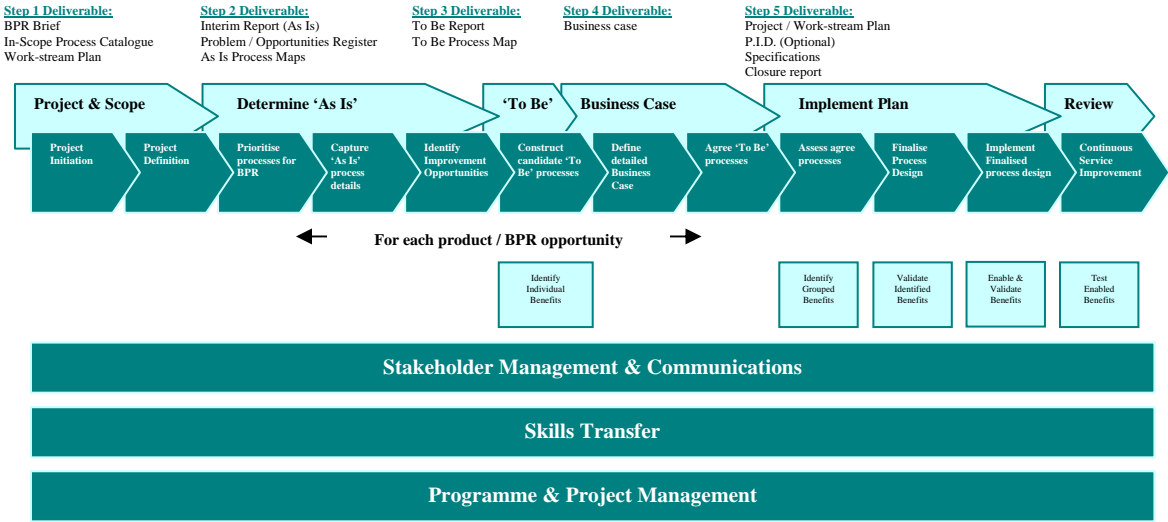 Step 1 Deliverable:
BPR Brief
In-Scope Process Catalogue
Work-stream Plan
Step 2 Deliverable:
Interim Report (As Is)
Problem / Opportunities Register
As Is Process Maps
Step 3 Deliverable:
To Be Report
To Be Process Map
Step 4 Deliverable:
Business case
Step 5 Deliverable:
Project / Work-stream Plan
P.I.D. (Optional)
Specifications
Closure report
Project & Scope
Determine ‘As Is’
‘To Be’
Business Case
Implement Plan
Review
Project
Initiation
Project
Definition
Prioritise
processes for
BPR
Capture
‘As Is’
process
details
Identify
Improvement
Opportunities
Construct
candidate ‘To
Be’ processes
Define
detailed
Business
Case
Agree ‘To Be’
processes
Assess agree
processes
Finalise
Process
Design
Implement
Finalised
process design
Continuous
Service
Improvement
For each product / BPR opportunity
Identify
Individual
Benefits
Identify
Grouped
Benefits
Validate
Identified
Benefits
Enable &
Validate
Benefits
Test
Enabled
Benefits
Stakeholder Management & Communications
Skills Transfer
Programme & Project Management